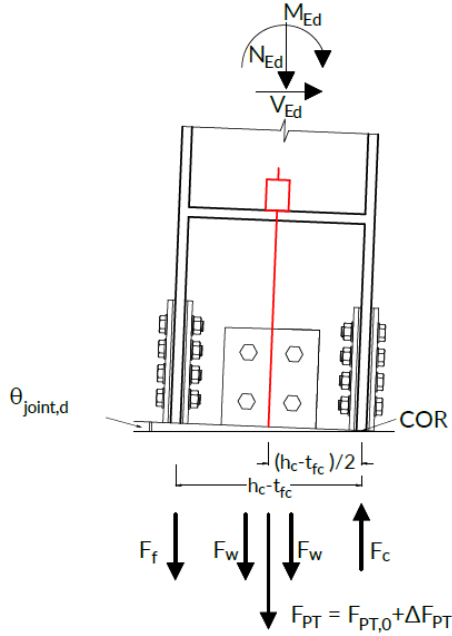 M_Ed
N_Ed
V_Ed
θ_joint,d
COR
(h_c-t_fc)/2
h_c-t_fc
F_f F_w F_w F_c
F_PT = F_PT,0+ΔF_PT